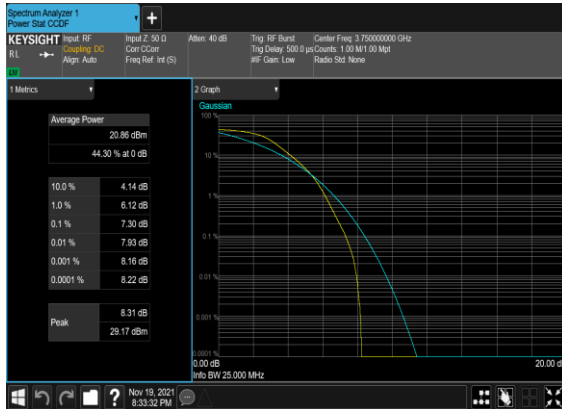 Spectrum Analyzer 1
Power Stat CCDF
+
KEYSIGHT Input: RF Input Z: 50 Ω Atten: 40 dB Trig: RF Burst Center Freq: 3.750000000 GHz
RL Coupling: DC Corr CCorr Trig Delay: 500.0 µs Counts: 1.00 M/1.00 Mpt
Align: Auto Freq Ref: Int (S) #IF Gain: Low Radio Std: None
1 Metrics
2 Graph
Average Power
20.86 dBm
44.30 % at 0 dB
10.0 % 4.14 dB
1.0 % 6.12 dB
0.1 % 7.30 dB
0.01 % 7.93 dB
0.001 % 8.16 dB
0.0001 % 8.22 dB
Peak 8.31 dB
29.17 dBm
Gaussian
100 %
10 %
1 %
0.1 %
0.01 %
0.001 %
0.0001 %
0.00 dB 20.00 d
Info BW 25.000 MHz
? Nov 19, 2021
8:33:32 PM